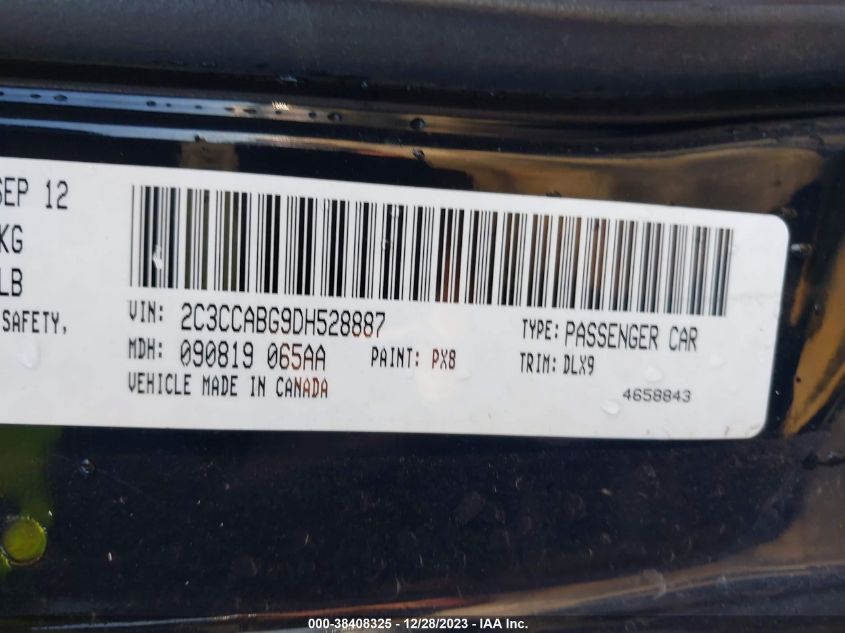 SEP 12
KG
LB
SAFETY,
VIN: 2C3CCABG9DH528887
TYPE: PASSENGER CAR
MDH: 090819 065AA
PAINT: PX8
TRIM: DLX9
VEHICLE MADE IN CANADA
4658843
000-38408325 - 12/28/2023 - IAA Inc.